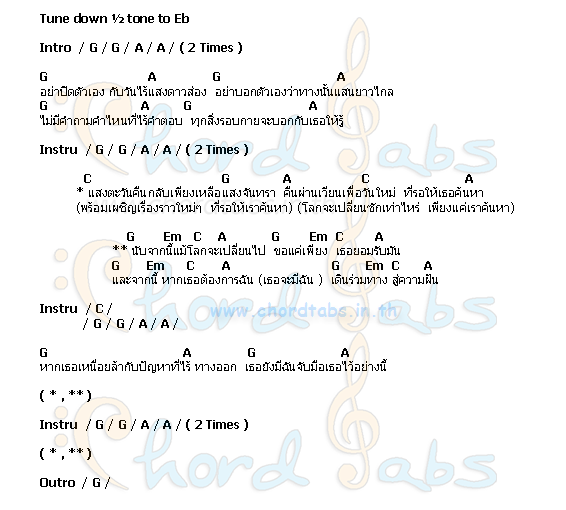 Tune down ½ tone to Eb
Intro / G / G / A / A / ( 2 Times )
G A G A
อย่าปิดตัวเอง กับวันไร้แสงดาวส่อง อย่าบอกตัวเองว่าทางนั้นแสนยาวไกล
G A G A
ไม่มีคำถามคำไหนที่ไร้คำตอบ ทุกสิ่งรอบกายจะบอกกับเธอให้รู้
Instru / G / G / A / A / ( 2 Times )
C G A C A
* แสงตะวันคืนกลับเพียงเหลือแสงจันทรา คืนผ่านเวียนเพื่อวันใหม่ ที่รอให้เธอค้นหา
(พร้อมเผชิญเรื่องราวใหม่ๆ ที่รอให้เราค้นหา) (โลกจะเปลี่ยนซักเท่าไหร่ เพียงแค่เราค้นหา)
G Em C A G Em C A
** นับจากนี้แม้โลกจะเปลี่ยนไป ขอแค่เพียง เธอยอมรับมัน
G Em C A G Em C A
และจากนี้ หากเธอต้องการฉัน (เธอจะมีฉัน ) เดินร่วมทาง สู่ความฝัน
Instru / C /
/ G / G / A / A /
www.chordtabs.in.th
G A G A
หากเธอเหนื่อยล้ากับปัญหาที่ไร้ ทางออก เธอยังมีฉันจับมือเธอไว้อย่างนี้
( * , ** )
Instru / G / G / A / A / ( 2 Times )
( * , ** )
Outro / G /